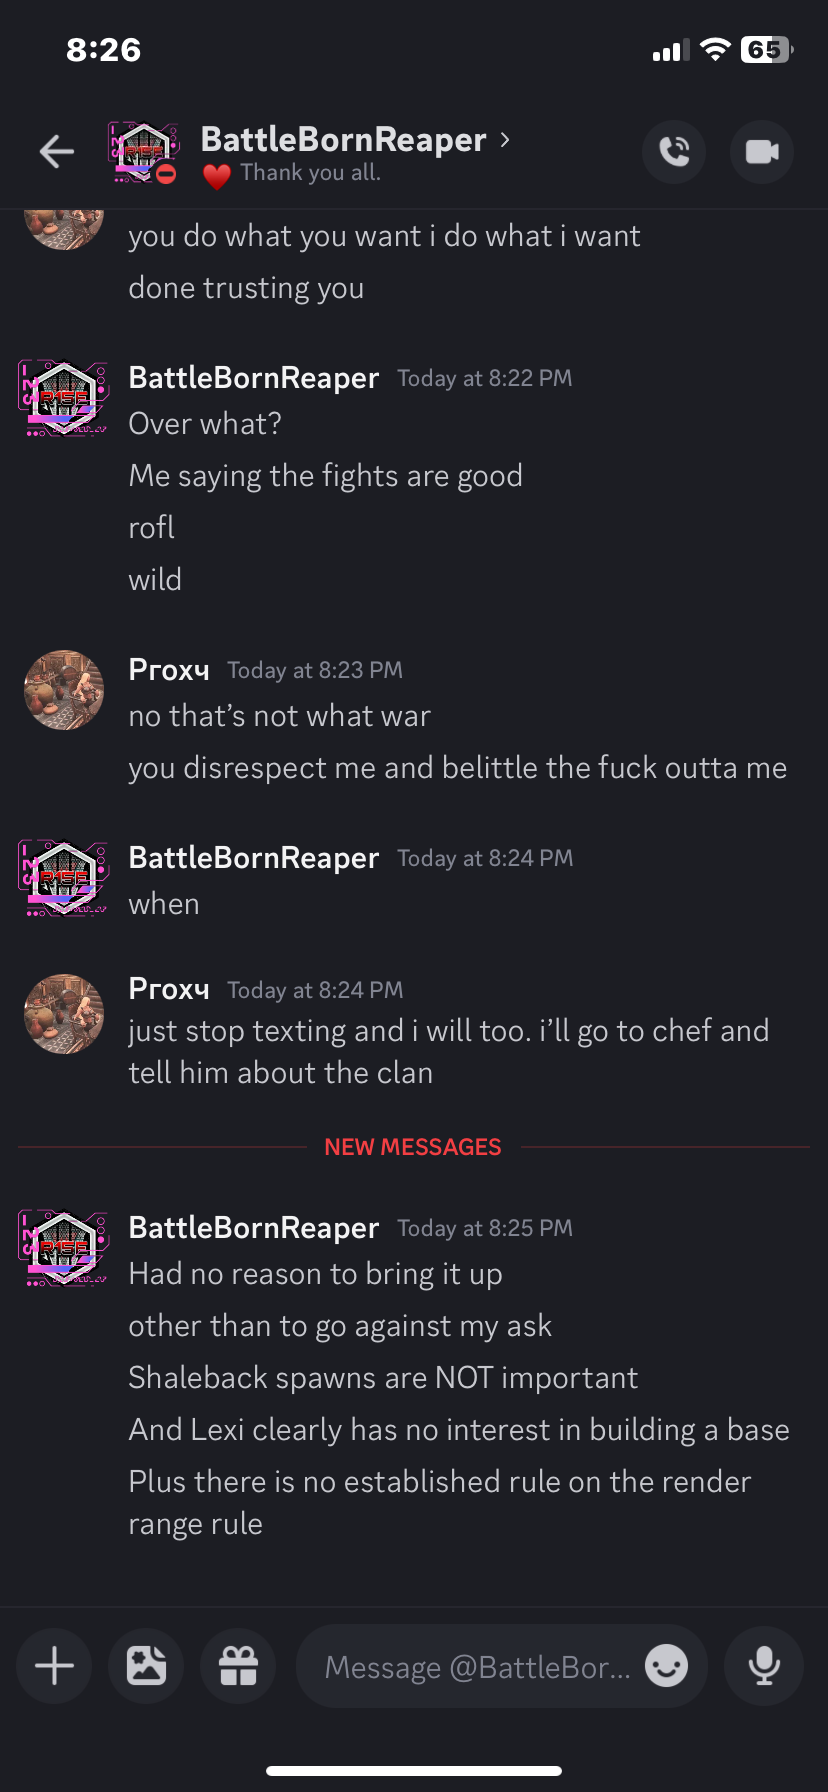 8:26
65
BattleBornReaper
Thank you all.
you do what you want i do what i want
done trusting you
BattleBornReaper Today at 8:22 PM
Over what?
Me saying the fights are good
rofl
wild
Proxч Today at 8:23 PM
no that's not what war
you disrespect me and belittle the fuck outta me
BattleBornReaper Today at 8:24 PM
when
Proxч Today at 8:24 PM
just stop texting and i will too. i'll go to chef and
tell him about the clan
NEW MESSAGES
BattleBornReaper Today at 8:25 PM
Had no reason to bring it up
other than to go against my ask
Shaleback spawns are NOT important
And Lexi clearly has no interest in building a base
Plus there is no established rule on the render
range rule
Message @BattleBor...